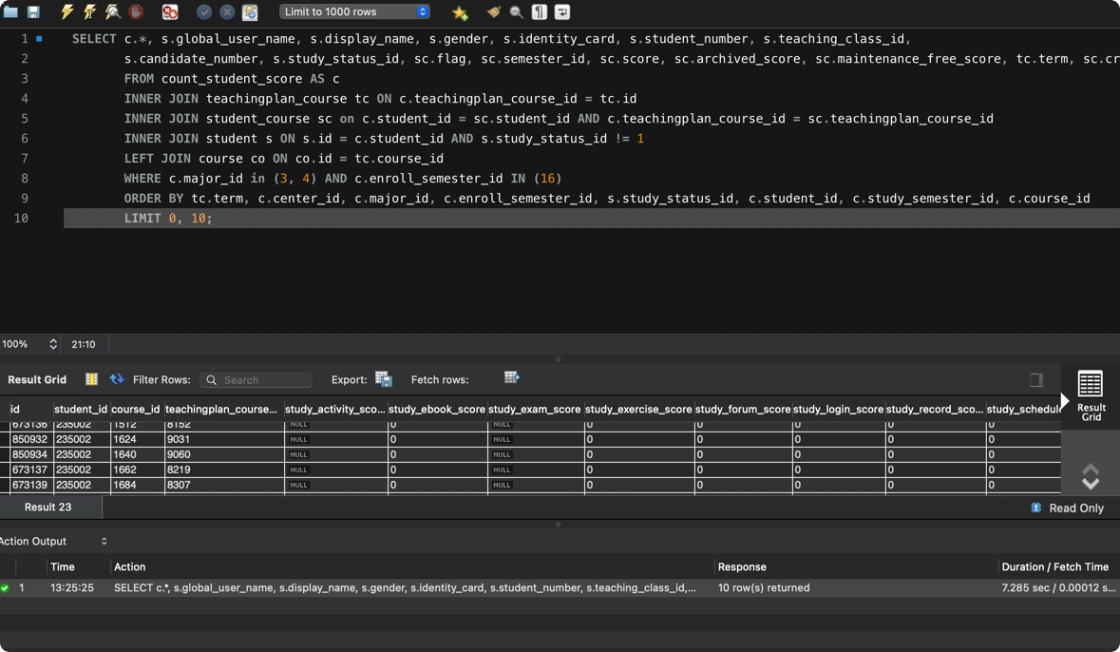 Limit to 1000 rows
1 SELECT c.*, s.global_user_name, s.display_name, s.gender, s.identity_card, s.student_number, s.teaching_class_id,
2 s.candidate_number, s.study_status_id, sc.flag, sc.semester_id, sc.score, sc.archived_score, sc.maintenance_free_score, tc.term, sc.cr
3 FROM count_student_score AS c
4 INNER JOIN teachingplan_course tc ON c.teachingplan_course_id = tc.id
5 INNER JOIN student_course sc on c.student_id = sc.student_id AND c.teachingplan_course_id = sc.teachingplan_course_id
6 INNER JOIN student s ON s.id = c.student_id AND s.study_status_id != 1
7 LEFT JOIN course co ON co.id = tc.course_id
8 WHERE c.major_id in (3, 4) AND c.enroll_semester_id IN (16)
9 ORDER BY tc.term, c.center_id, c.major_id, c.enroll_semester_id, s.study_status_id, c.student_id, c.study_semester_id, c.course_id
10 LIMIT 0, 10;
100% 21:10
Result Grid Filter Rows: Search Export: Fetch rows:
id student_id course_id teachingplan_course... study_activity_sco... study_ebook_score study_exam_score study_exercise_score study_forum_score study_login_score study_record_sco... study_schedul
673136 235002 1512 8152 NULL 0 NULL 0 0 0 0 0
850932 235002 1624 9031 NULL 0 NULL 0 0 0 0 0
850934 235002 1640 9060 NULL 0 NULL 0 0 0 0 0
673137 235002 1662 8219 NULL 0 NULL 0 0 0 0 0
673139 235002 1684 8307 NULL 0 NULL 0 0 0 0 0
Result Grid
Result 23 Read Only
Action Output
Time Action Response Duration / Fetch Time
1 13:25:25 SELECT c.*, s.global_user_name, s.display_name, s.gender, s.identity_card, s.student_number, s.teaching_class_id,... 10 row(s) returned 7.285 sec / 0.00012 s...